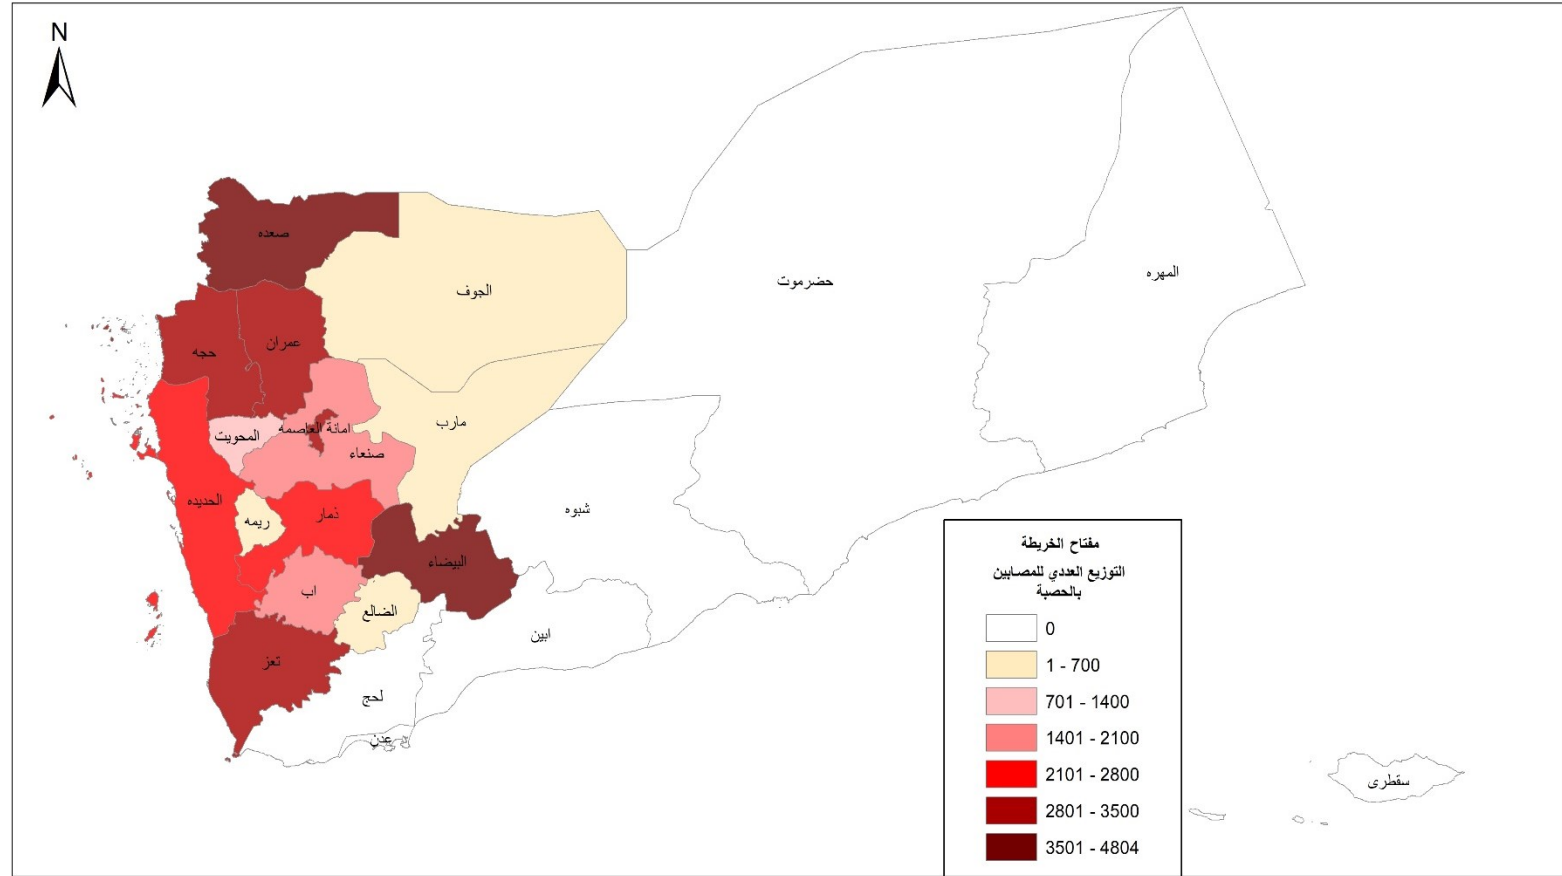 N
صعده
الجوف
حضرموت
المهره
حجه
عمران
مارب
امانة العاصمه
المحويت
صنعاء
الحديده
ريمه
ذمار
شبوه
البيضاء
اب
الضالع
ابين
تعز
لحج
عدن
سقطرى
مفتاح الخريطة
التوزيع العددي للمصابين
بالحصبة
0
1 - 700
701 - 1400
1401 - 2100
2101 - 2800
2801 - 3500
3501 - 4804